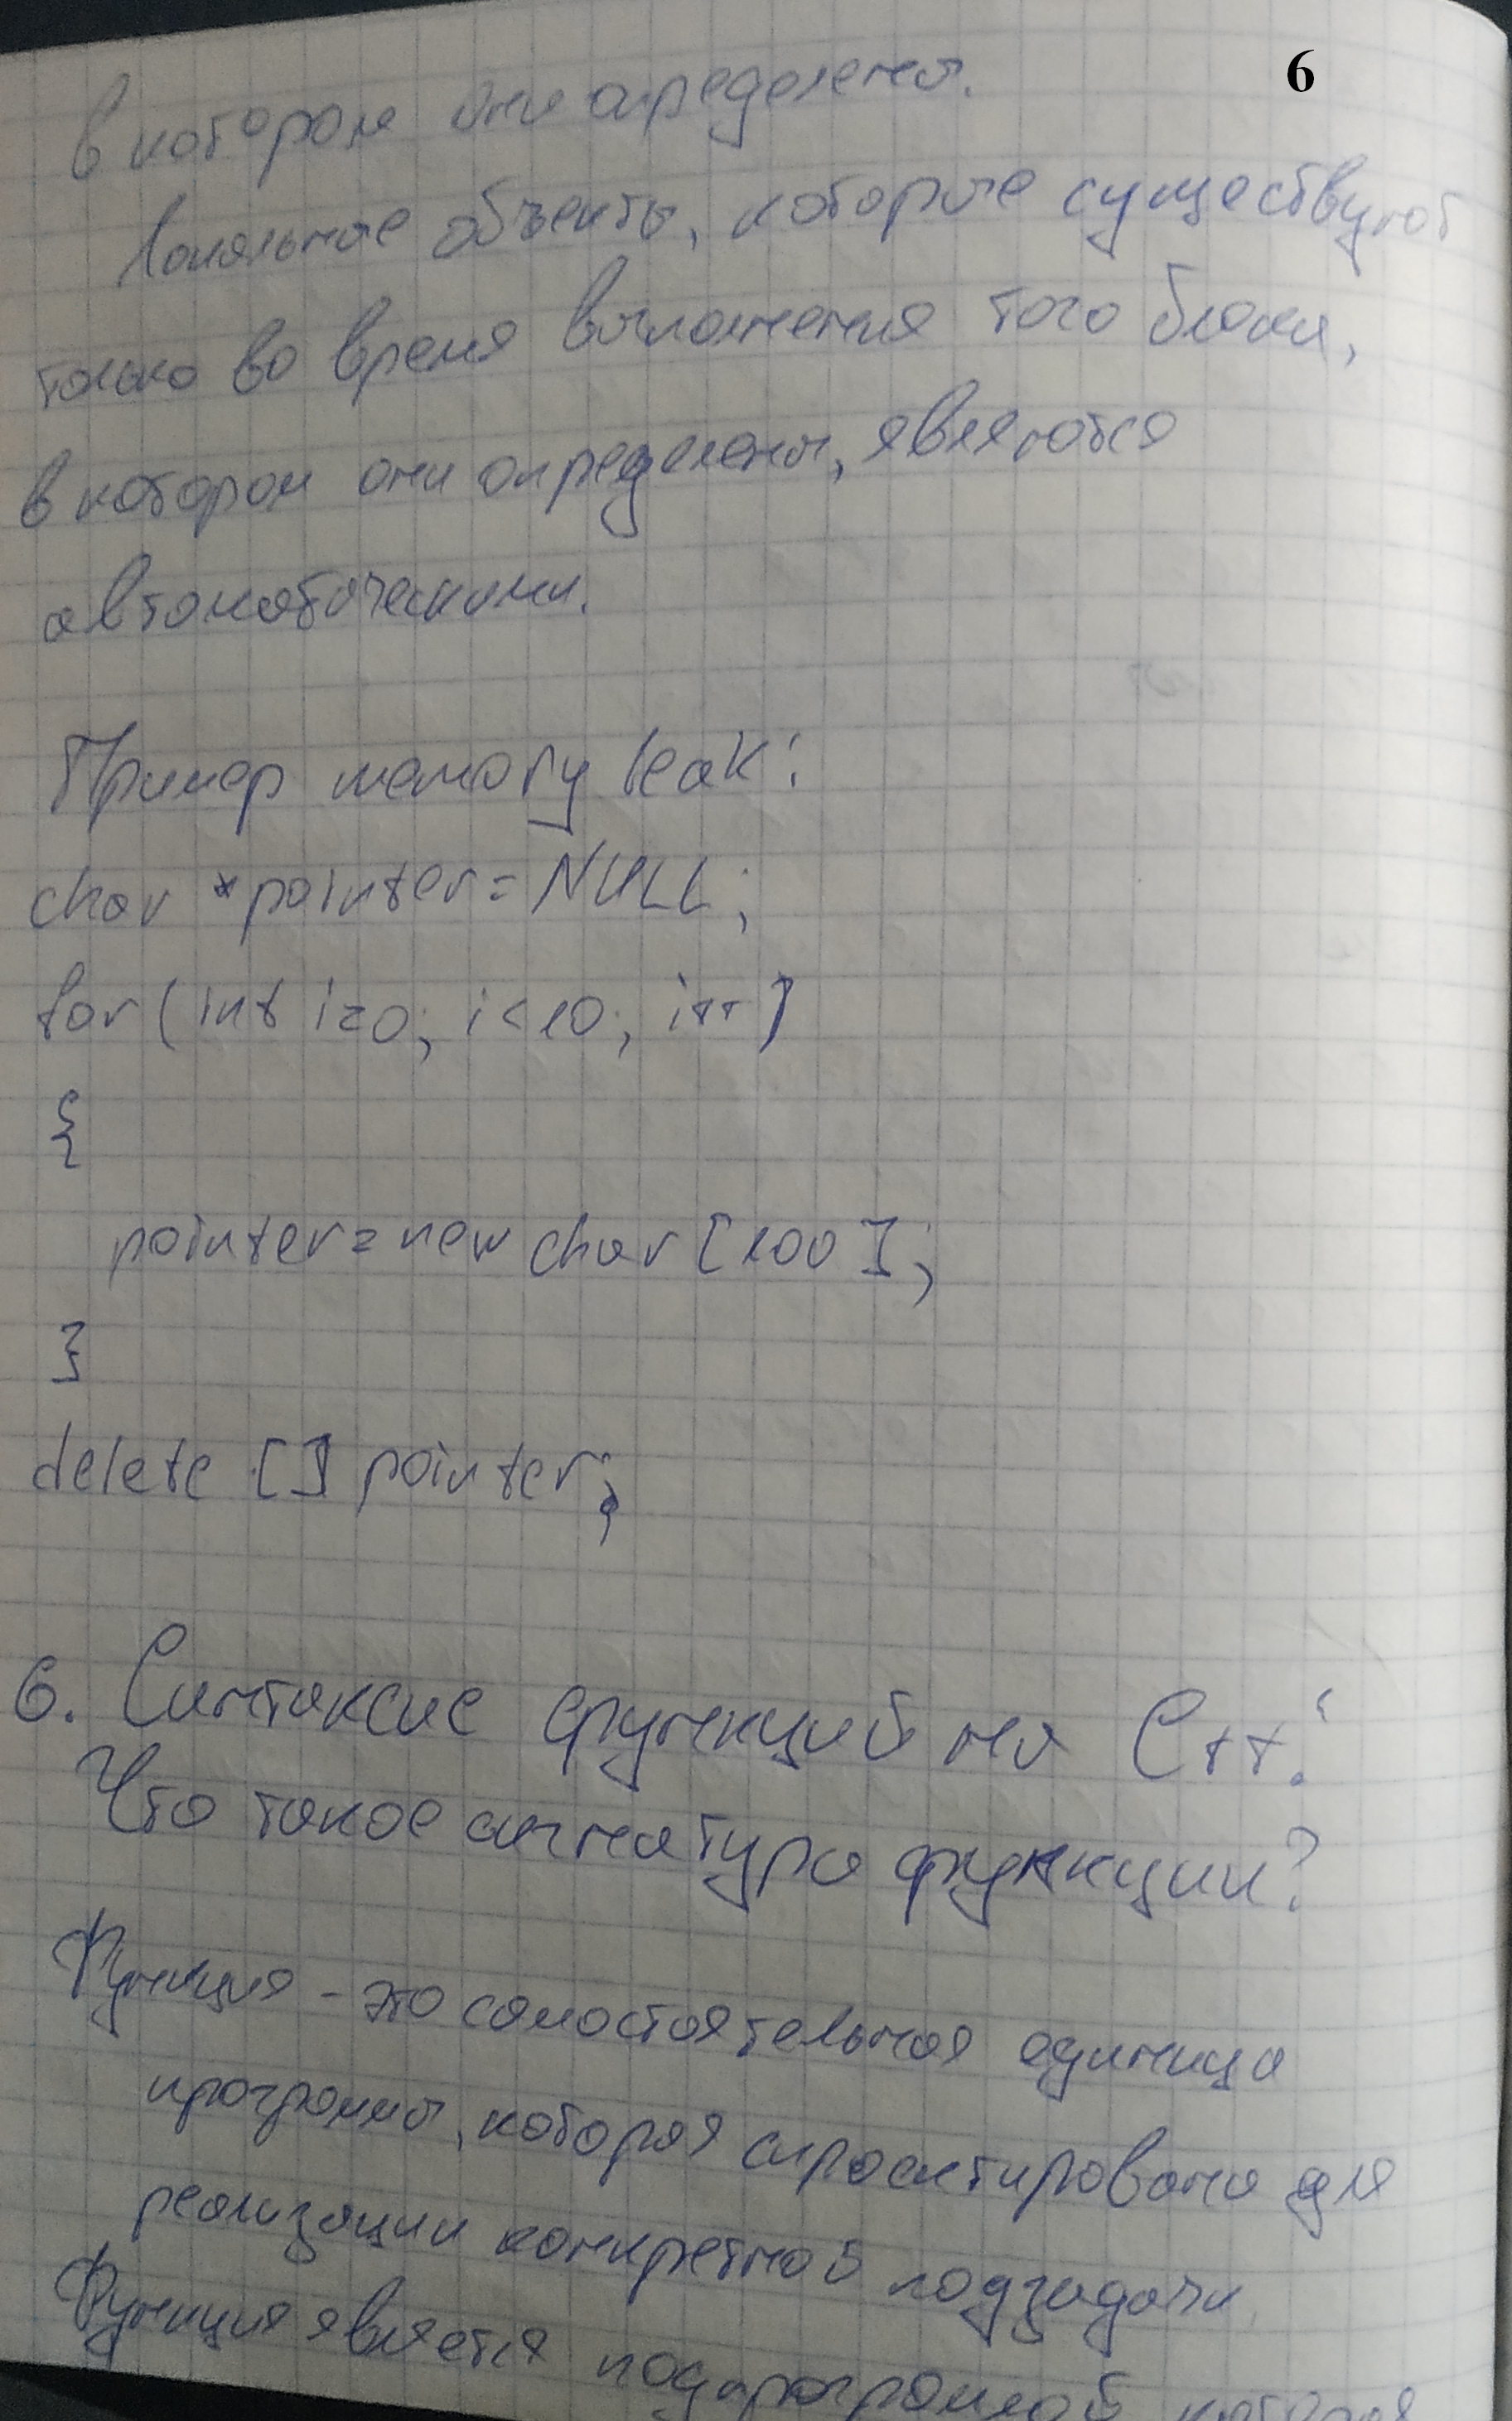 6
в котором они определены.
Локальные объекты, которые существуют
только во время выполнения того блока,
в котором они определены, являются
автоматическими.
Пример memory leak:
char *pointer = NULL;
for (int i=0; i<10; i++)
{
pointer = new char [100];
}
delete [] pointer;
6. Синтаксис функций на C++?
Что такое сигнатура функции?
Функция - это самостоятельная единица
программы, которая спроектирована для
реализации конкретной подзадачи.
Функция является подпрограммой, которая